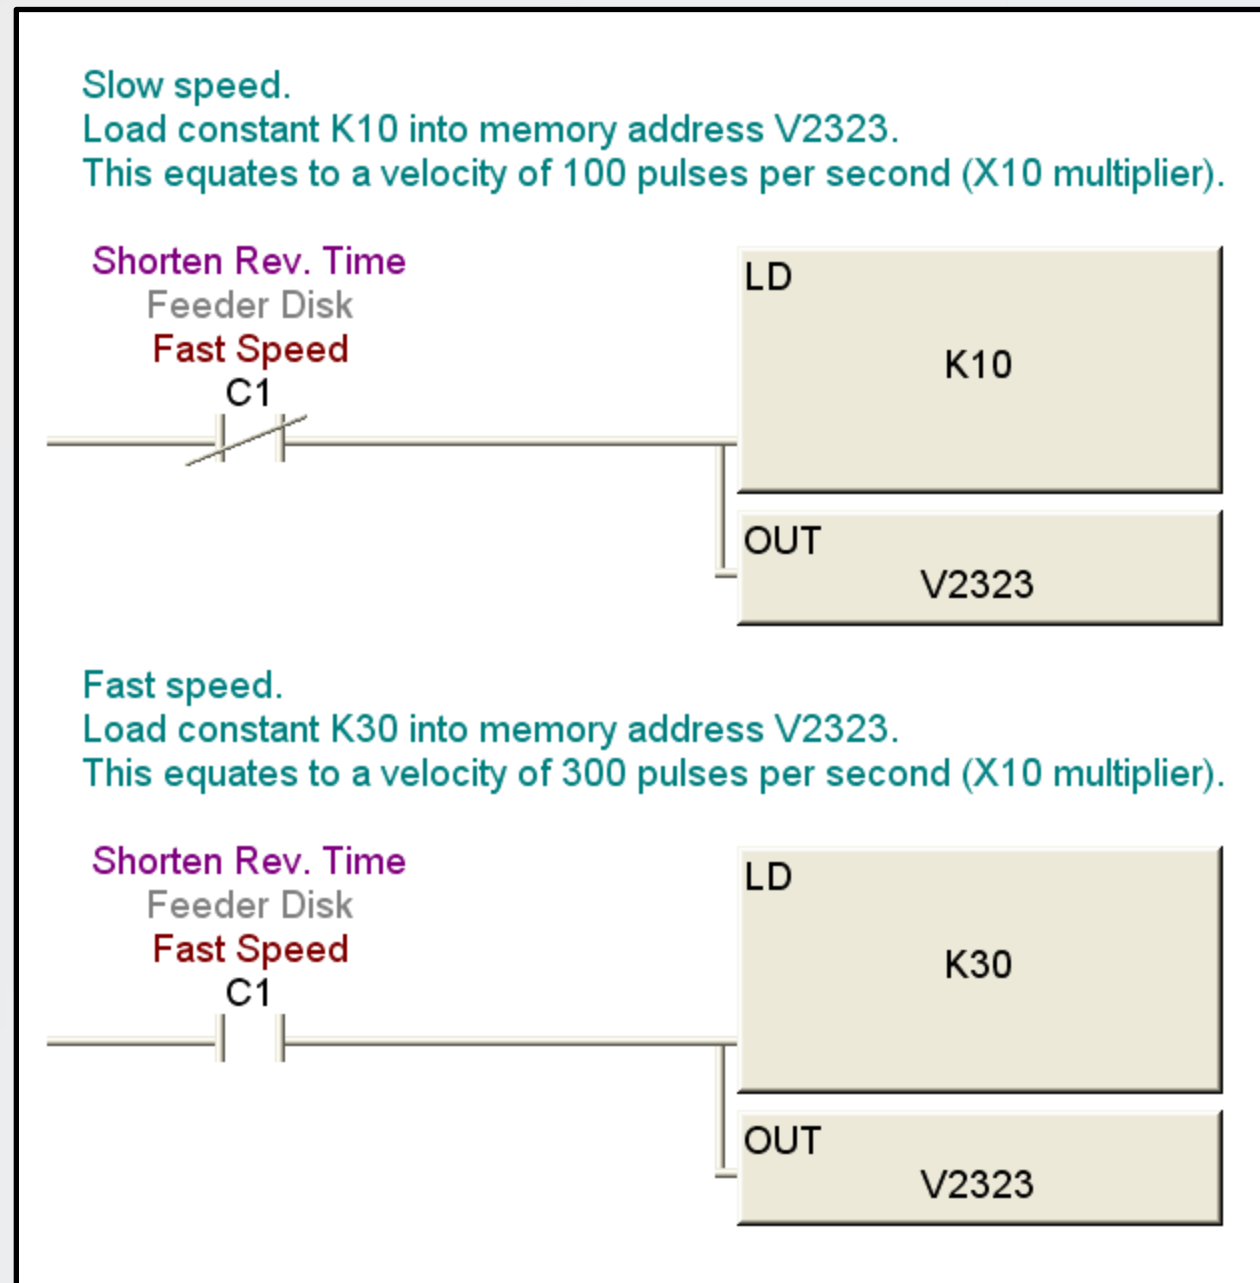 Slow speed.
Load constant K10 into memory address V2323.
This equates to a velocity of 100 pulses per second (X10 multiplier).
Shorten Rev. Time
Feeder Disk
Fast Speed
C1
LD
K10
OUT
V2323
Fast speed.
Load constant K30 into memory address V2323.
This equates to a velocity of 300 pulses per second (X10 multiplier).
Shorten Rev. Time
Feeder Disk
Fast Speed
C1
LD
K30
OUT
V2323